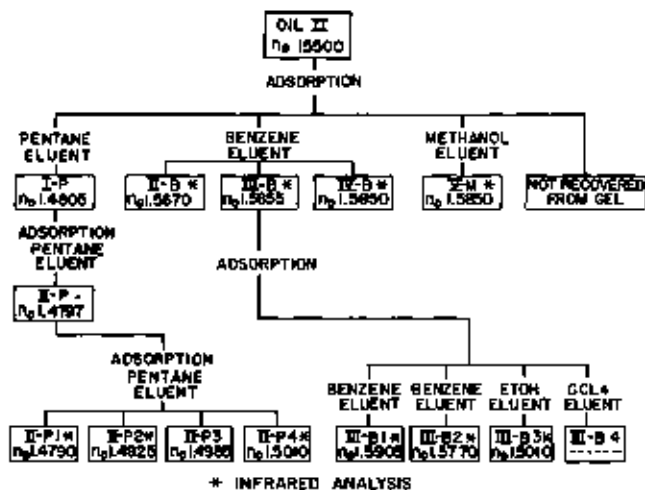 OIL II
nD 1.5500
ADSORPTION
PENTANE
ELUENT
BENZENE
ELUENT
METHANOL
ELUENT
I-P
nD 1.4805
II-B *
nD 1.5670
III-B *
nD 1.5855
IV-B *
nD 1.5850
V-M *
nD 1.5850
NOT RECOVERED
FROM GEL
ADSORPTION
PENTANE
ELUENT
ADSORPTION
II-P
nD 1.4797
ADSORPTION
PENTANE
ELUENT
BENZENE
ELUENT
BENZENE
ELUENT
ETOH
ELUENT
CCL4
ELUENT
II-P1*
nD 1.4790
II-P2*
nD 1.4825
II-P3
nD 1.4985
II-P4*
nD 1.5010
III-B1*
nD 1.5905
III-B2*
nD 1.5770
III-B3*
nD 1.5010
III-B4
------
* INFRARED ANALYSIS